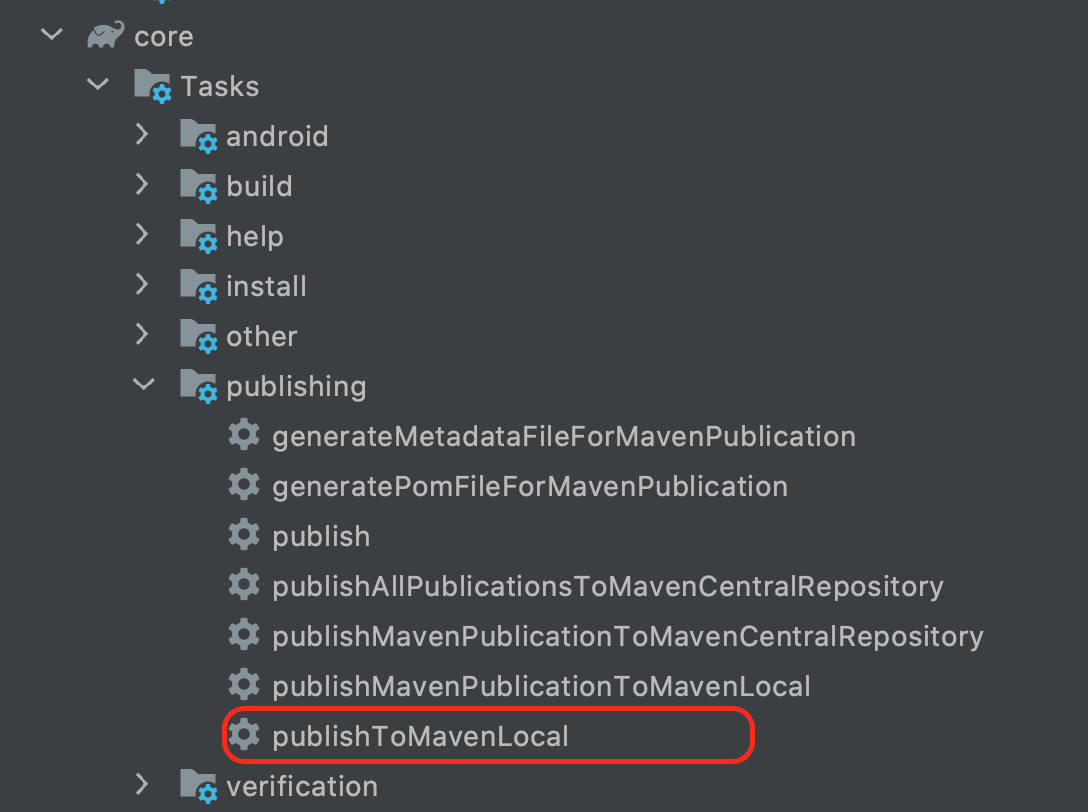 core
Tasks
android
build
help
install
other
publishing
generateMetadataFileForMavenPublication
generatePomFileForMavenPublication
publish
publishAllPublicationsToMavenCentralRepository
publishMavenPublicationToMavenCentralRepository
publishMavenPublicationToMavenLocal
publishToMavenLocal
verification